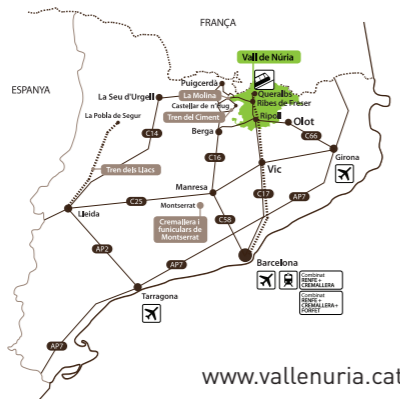 FRANÇA
ESPANYA
Vall de Núria
Puigcerdà
La Molina
Queralbs
La Seu d'Urgell
Castellar de n'Hug
Ribes de Freser
La Pobla de Segur
Tren del Ciment
Ripoll
Olot
Berga
C14
C66
C16
Girona
Tren dels Llacs
Vic
Manresa
C25
C17
Montserrat
AP7
Lleida
Cremallera i
funiculars de
Montserrat
C58
AP2
Barcelona
AP7
Combinat
RENFE +
CREMALLERA
Combinat
RENFE +
CREMALLERA+
FORFET
Tarragona
AP7
www.vallenuria.cat